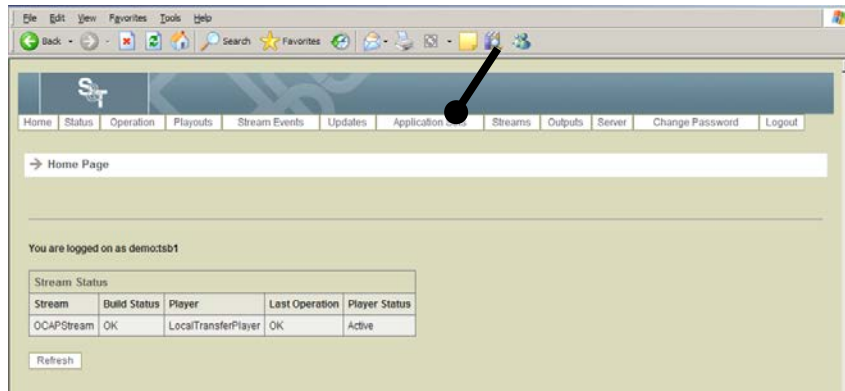 File Edit View Favorites Tools Help
Back Search Favorites
S&T
Home Status Operation Playouts Stream Events Updates Application Streams Outputs Server Change Password Logout
Home Page
You are logged on as demo:tsb1
Stream Status
Stream Build Status Player Last Operation Player Status
OCAPStream OK LocalTransferPlayer OK Active
Refresh